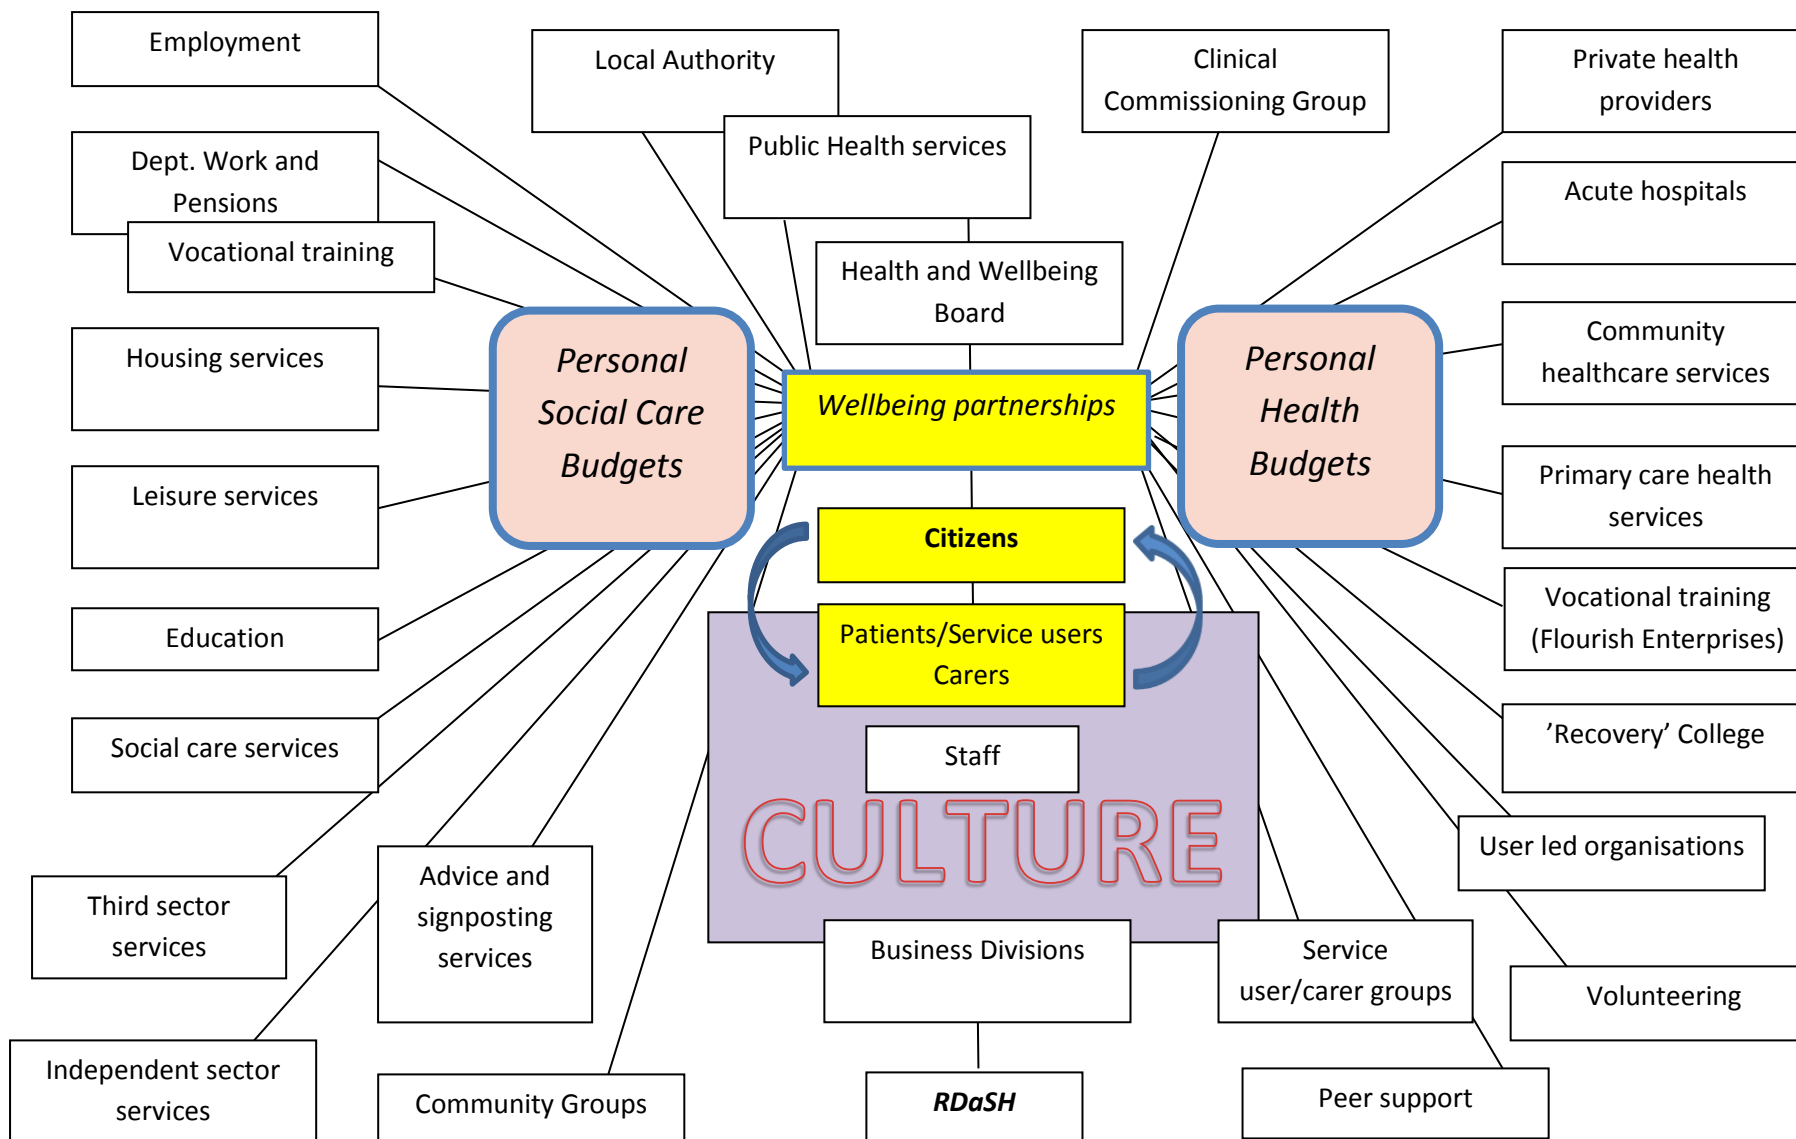 Employment
Local Authority
Clinical
Commissioning Group
Private health
providers
Dept. Work and
Pensions
Public Health services
Acute hospitals
Vocational training
Health and Wellbeing
Board
Housing services
Personal
Social Care
Budgets
Wellbeing partnerships
Personal
Health
Budgets
Community
healthcare services
Leisure services
Primary care health
services
Citizens
Education
Patients/Service users
Carers
Vocational training
(Flourish Enterprises)
Social care services
Staff
’Recovery’ College
CULTURE
User led organisations
Third sector
services
Advice and
signposting
services
Business Divisions
Service
user/carer groups
Volunteering
Independent sector
services
Community Groups
RDaSH
Peer support